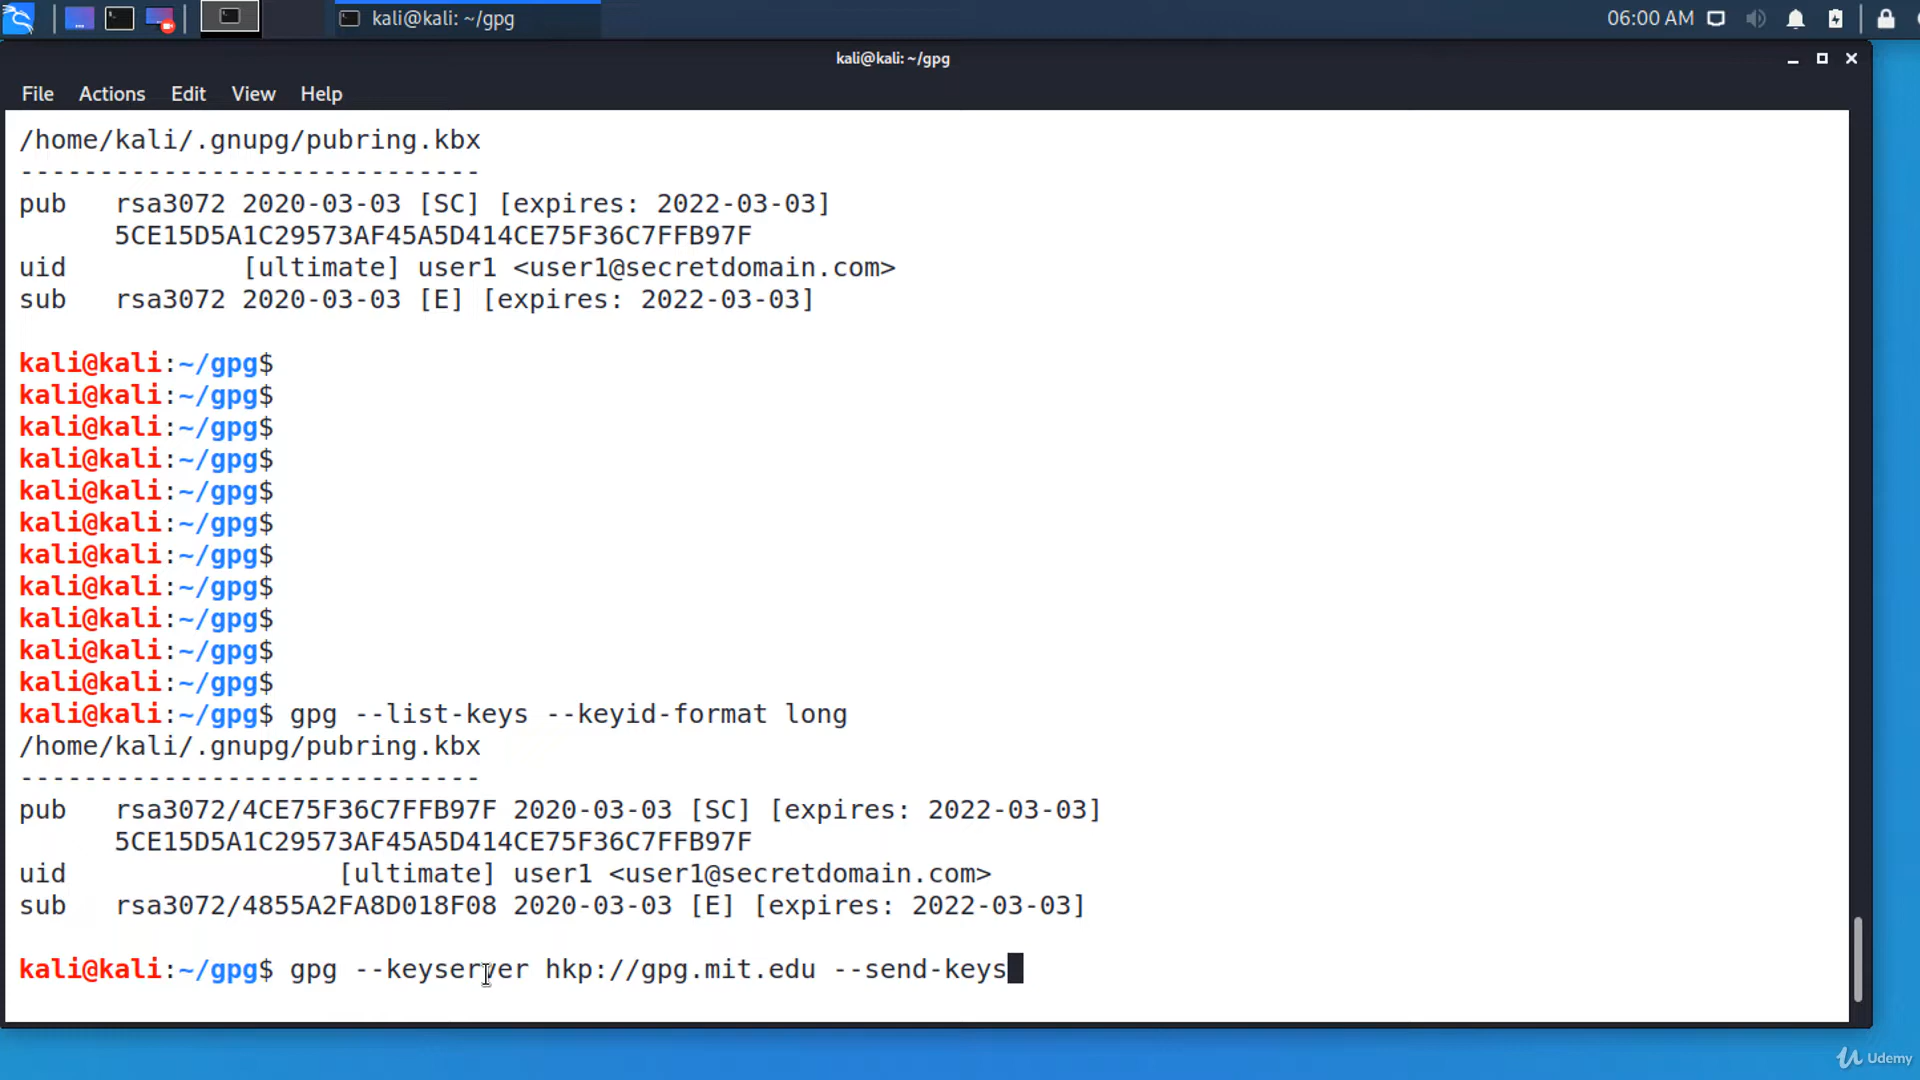 kali@kali: ~/gpg
06:00 AM
kali@kali: ~/gpg
File Actions Edit View Help
/home/kali/.gnupg/pubring.kbx
-----------------------------
pub   rsa3072 2020-03-03 [SC] [expires: 2022-03-03]
      5CE15D5A1C29573AF45A5D414CE75F36C7FFB97F
uid           [ultimate] user1 <user1@secretdomain.com>
sub   rsa3072 2020-03-03 [E] [expires: 2022-03-03]
kali@kali:~/gpg$
kali@kali:~/gpg$
kali@kali:~/gpg$
kali@kali:~/gpg$
kali@kali:~/gpg$
kali@kali:~/gpg$
kali@kali:~/gpg$
kali@kali:~/gpg$
kali@kali:~/gpg$
kali@kali:~/gpg$
kali@kali:~/gpg$
kali@kali:~/gpg$ gpg --list-keys --keyid-format long
/home/kali/.gnupg/pubring.kbx
-----------------------------
pub   rsa3072/4CE75F36C7FFB97F 2020-03-03 [SC] [expires: 2022-03-03]
      5CE15D5A1C29573AF45A5D414CE75F36C7FFB97F
uid                 [ultimate] user1 <user1@secretdomain.com>
sub   rsa3072/4855A2FA8D018F08 2020-03-03 [E] [expires: 2022-03-03]
kali@kali:~/gpg$ gpg --keyserver hkp://gpg.mit.edu --send-keys
Udemy